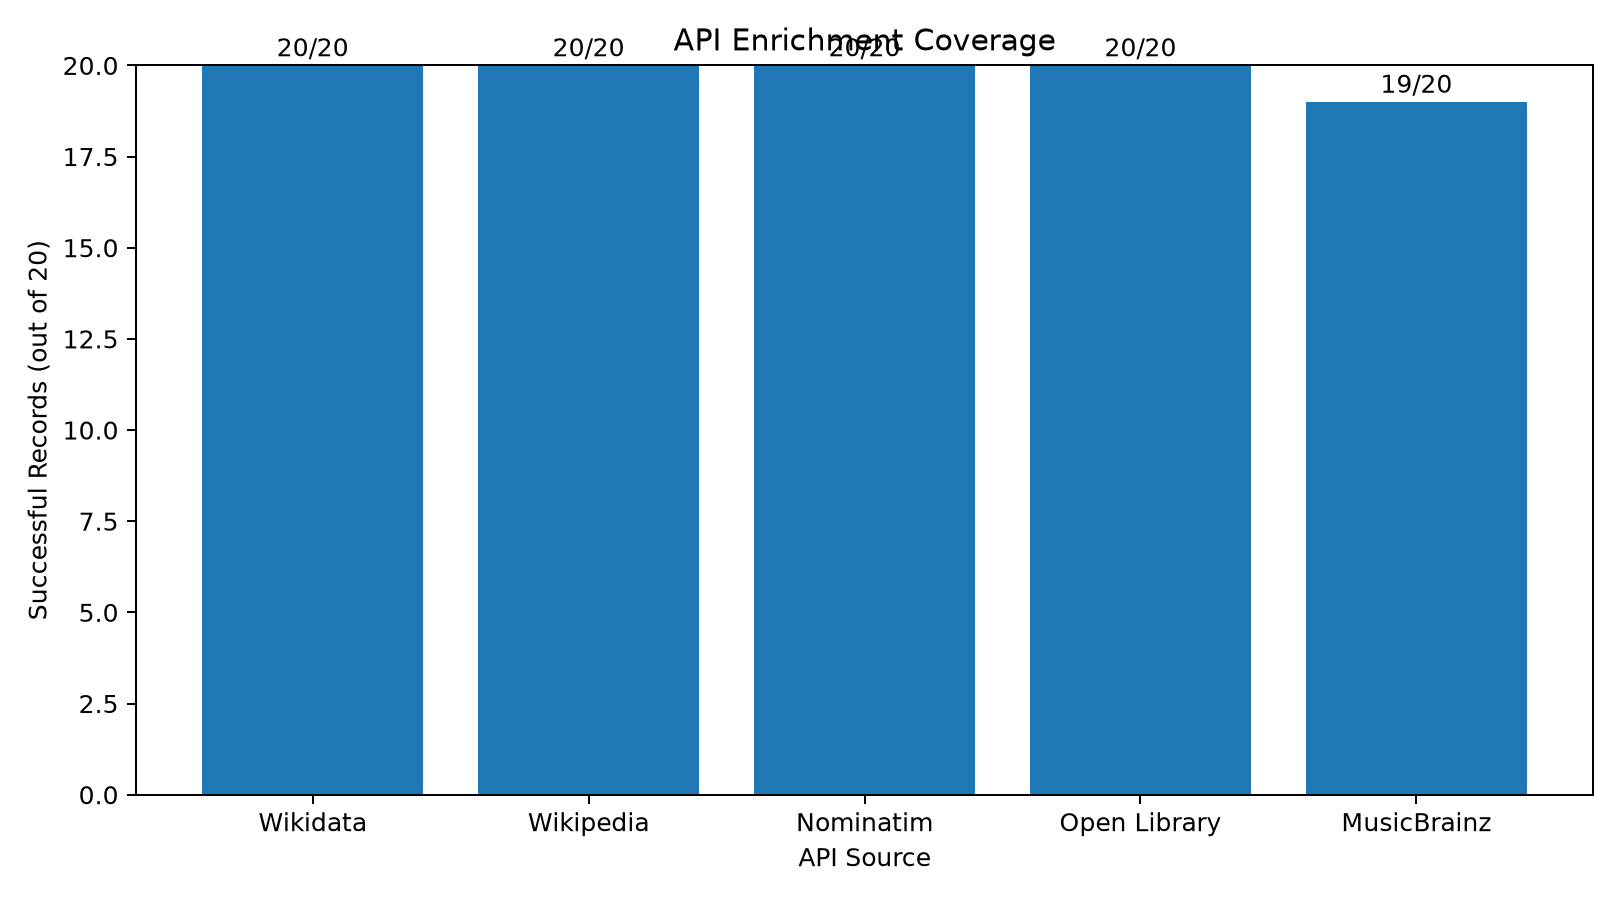 API Enrichment Coverage
20/20
20/20
20/20
20/20
19/20
20.0
17.5
15.0
12.5
10.0
7.5
5.0
2.5
0.0
Successful Records (out of 20)
Wikidata
Wikipedia
Nominatim
Open Library
MusicBrainz
API Source